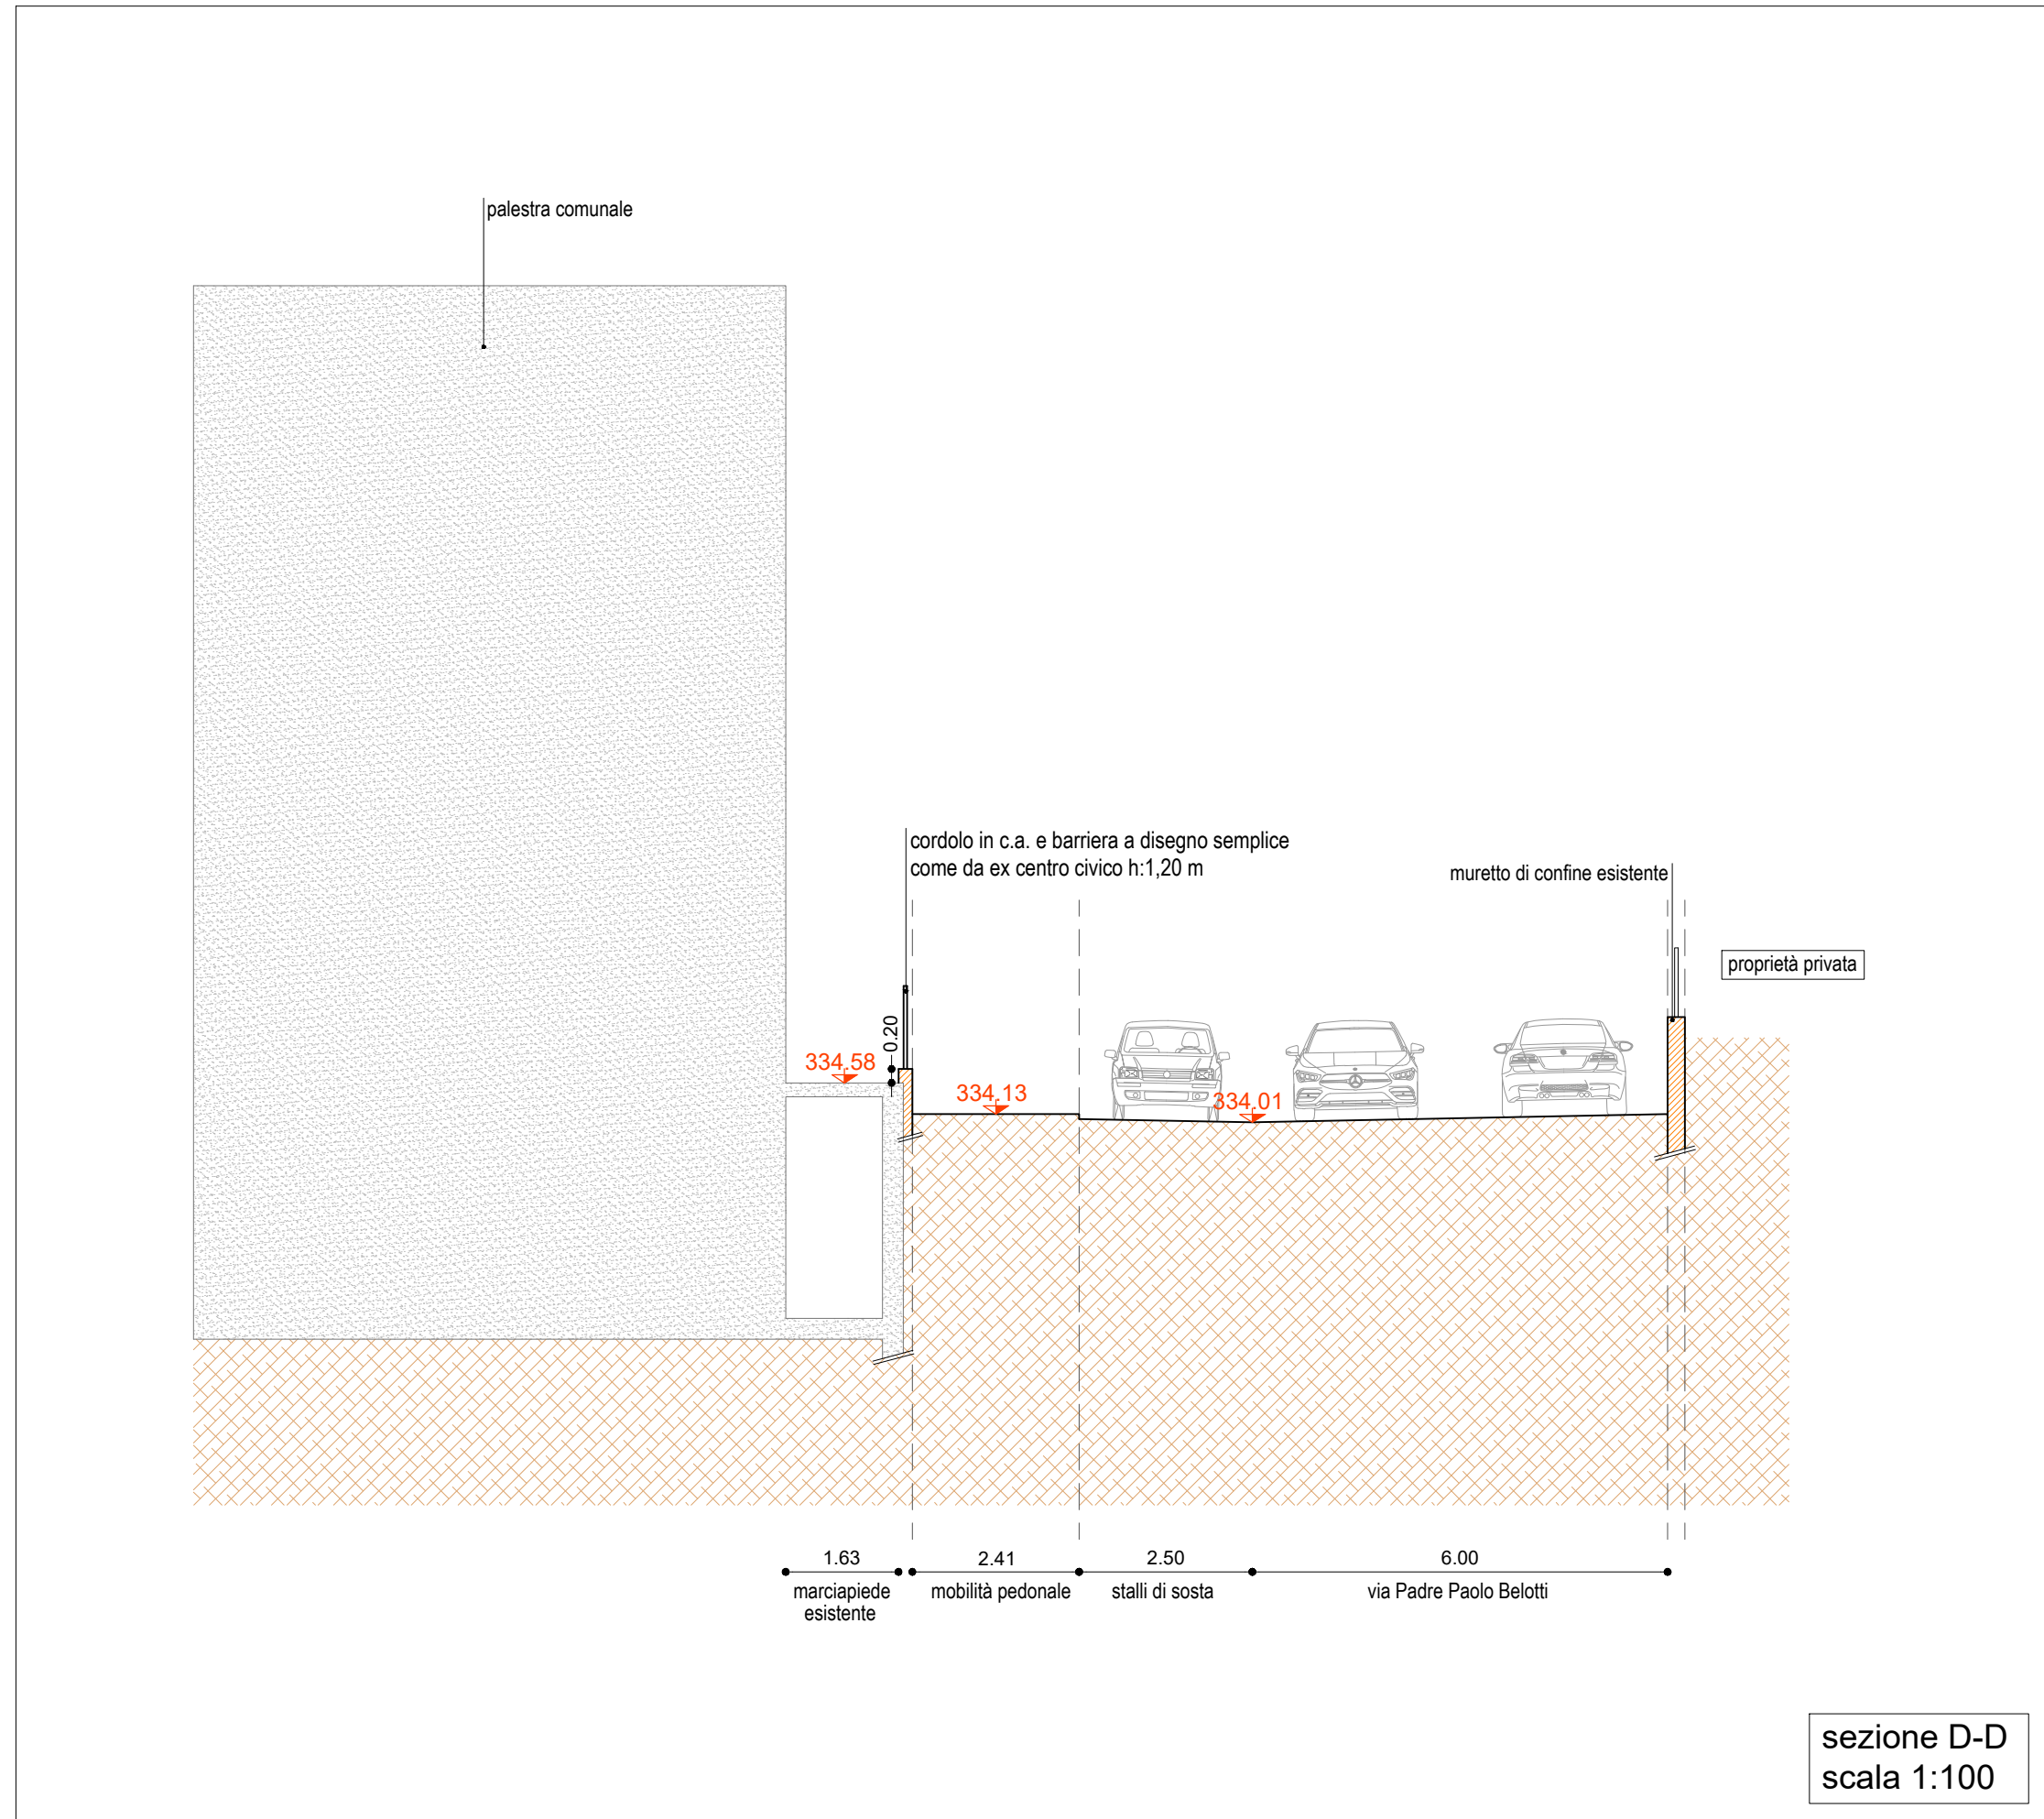 palestra comunale
cordolo in c.a. e barriera a disegno semplice
come da ex centro civico h:1,20 m
muretto di confine esistente
proprietà privata
0.20
334.58
334.13
334.01
1.63
2.41
2.50
6.00
marciapiede
esistente
mobilità pedonale
stalli di sosta
via Padre Paolo Belotti
sezione D-D
scala 1:100